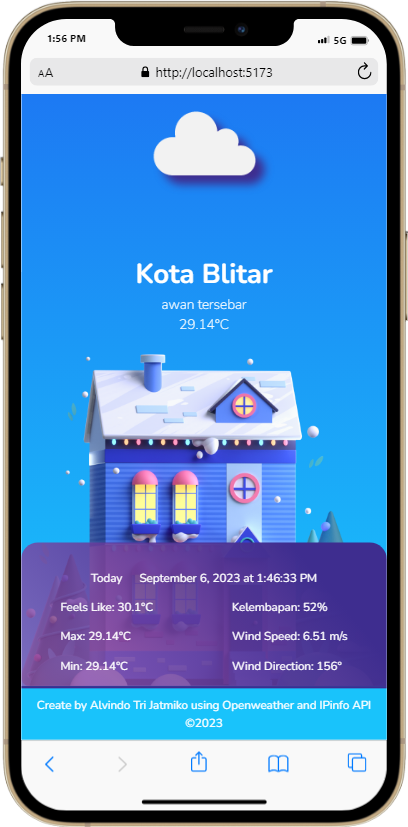 1:56 PM
5G
AA
http://localhost:5173
Kota Blitar
awan tersebar
29.14°C
Today September 6, 2023 at 1:46:33 PM
Feels Like: 30.1°C Kelembapan: 52%
Max: 29.14°C Wind Speed: 6.51 m/s
Min: 29.14°C Wind Direction: 156°
Create by Alvindo Tri Jatmiko using Openweather and IPinfo API
©2023